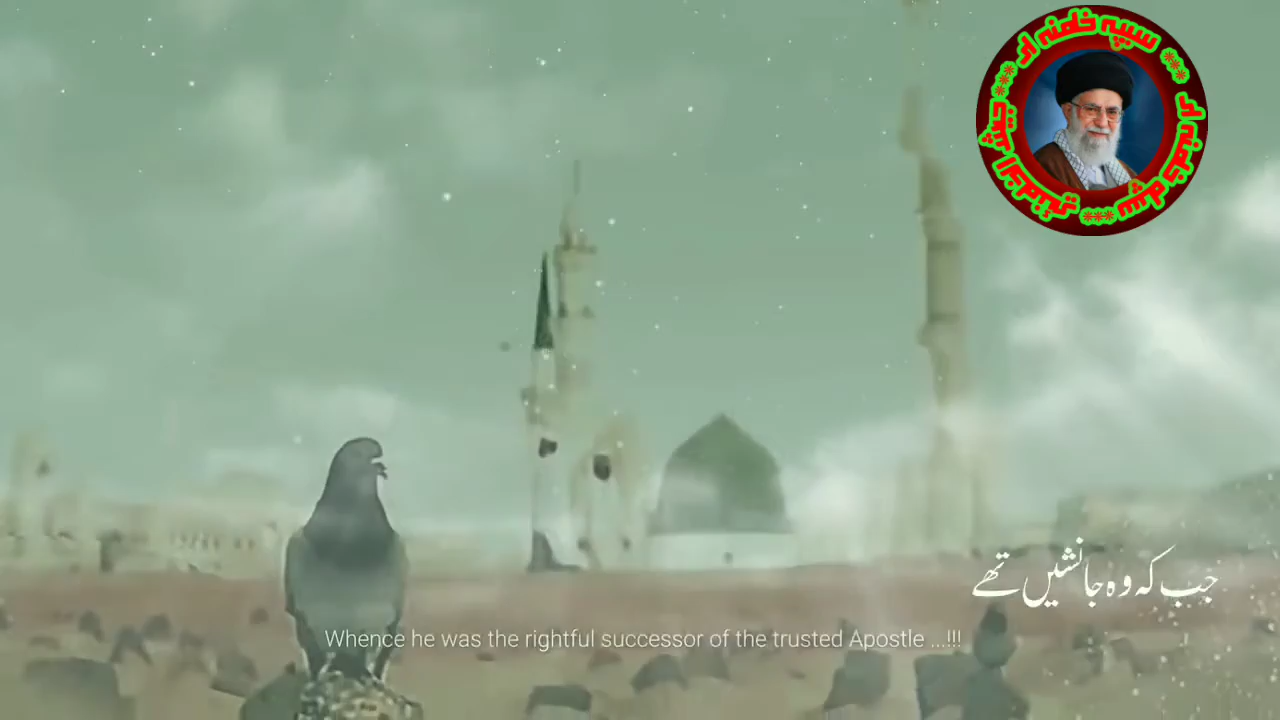 جب کہ وہ جانشیں تھے
Whence he was the rightful successor of the trusted Apostle ...!!!